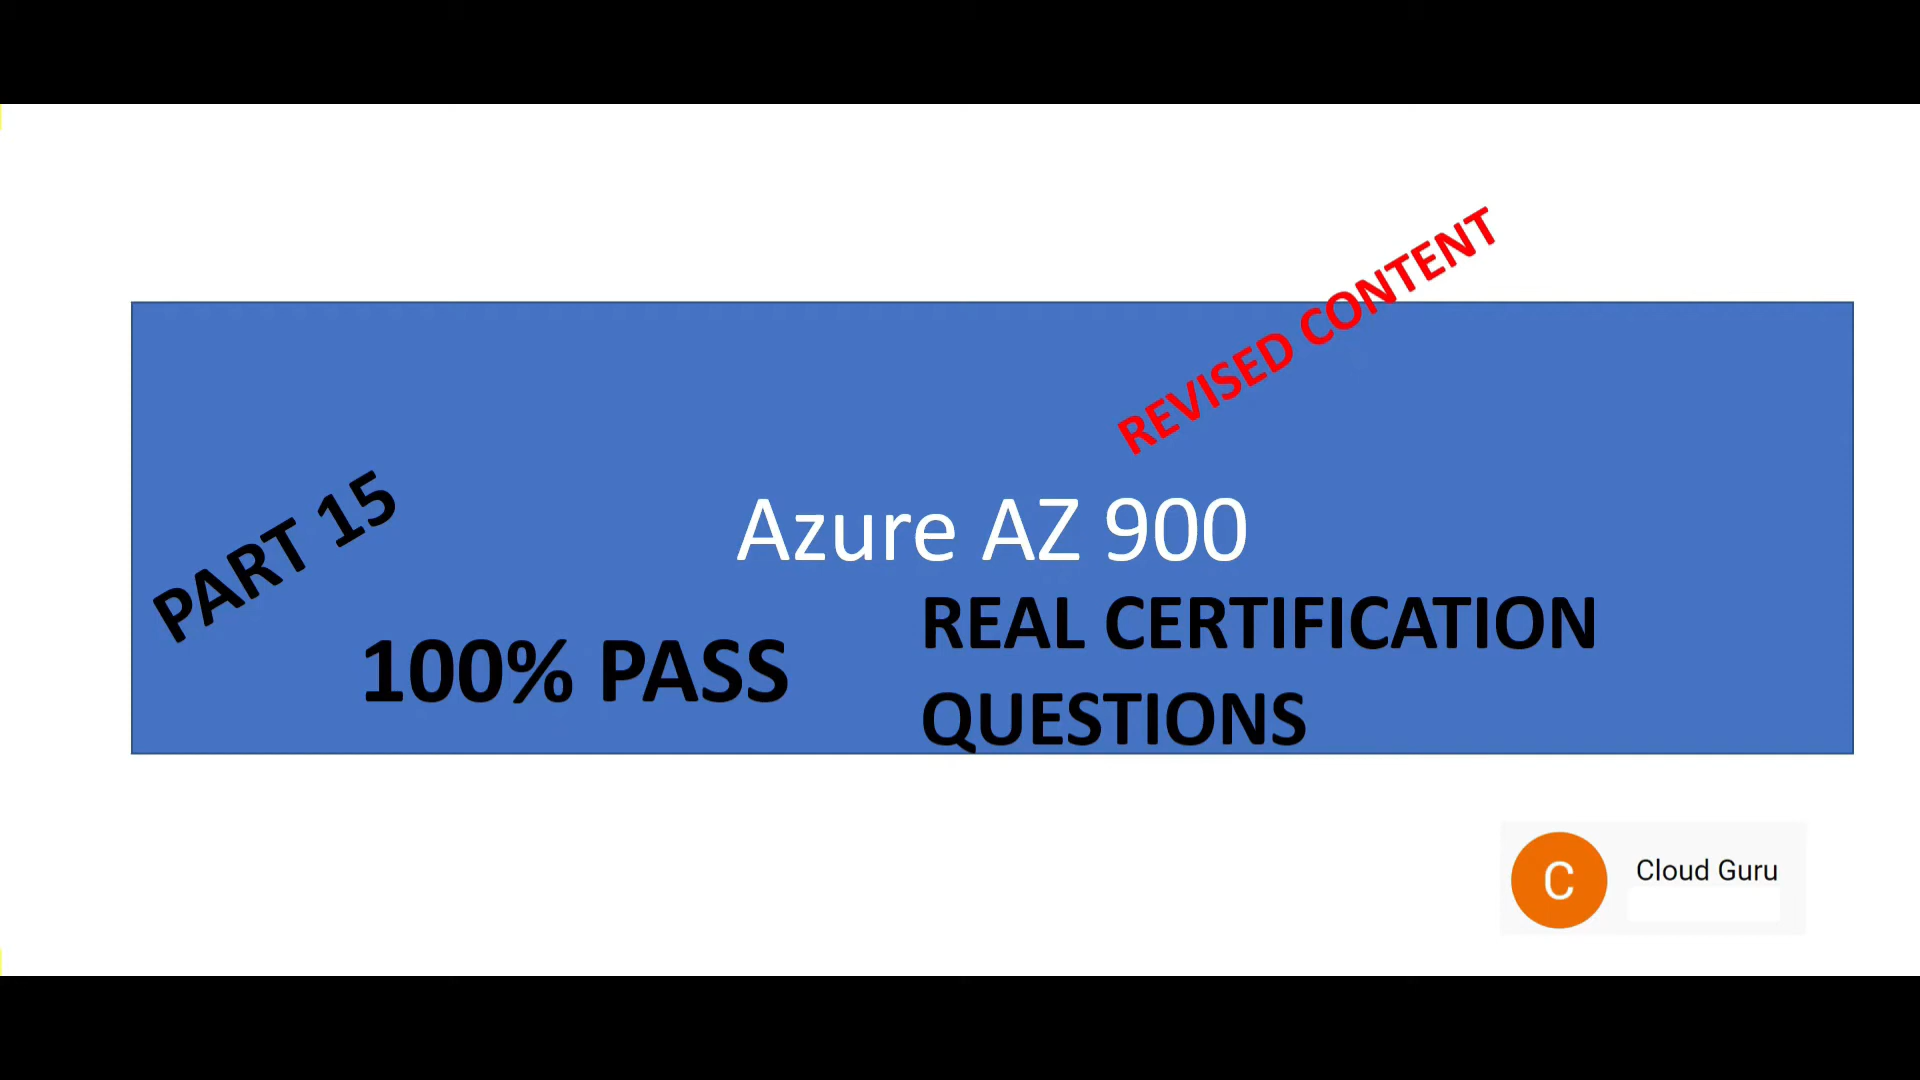 REVISED CONTENT
PART 15
Azure AZ 900
100% PASS
REAL CERTIFICATION
QUESTIONS
C
Cloud Guru